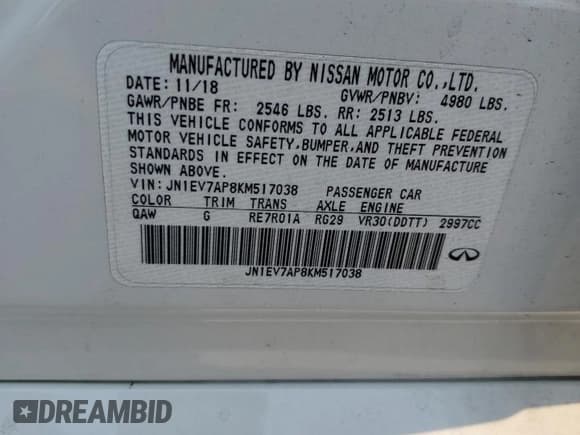 MANUFACTURED BY NISSAN MOTOR CO.,LTD.
DATE: 11/18 GVWR/PNBV: 4980 LBS.
GAWR/PNBE FR: 2546 LBS. RR: 2513 LBS.
THIS VEHICLE CONFORMS TO ALL APPLICABLE FEDERAL
MOTOR VEHICLE SAFETY,BUMPER,AND THEFT PREVENTION
STANDARDS IN EFFECT ON THE DATE OF MANUFACTURE
SHOWN ABOVE.
VIN: JN1EV7AP8KM517038 PASSENGER CAR
COLOR TRIM TRANS AXLE ENGINE
QAW G RE7R01A RG29 VR30(DDTT) 2997CC
JN1EV7AP8KM517038
DREAMBID